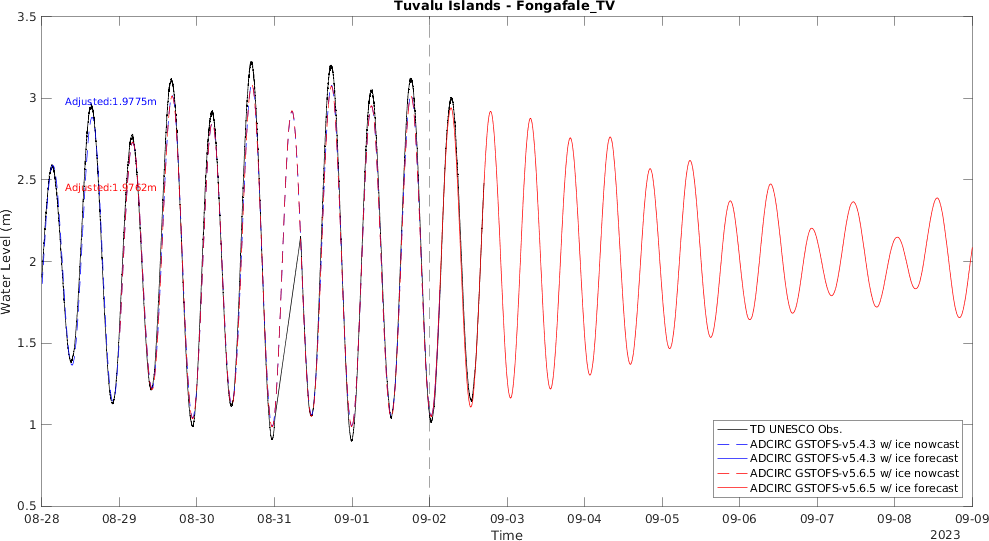 Tuvalu Islands - Fongafale_TV
3.5
3
2.5
2
1.5
1
0.5
Water Level (m)
Adjusted:1.9775m
Adjusted:1.9762m
TD UNESCO Obs.
ADCIRC GSTOFS-v5.4.3 w/ ice nowcast
ADCIRC GSTOFS-v5.4.3 w/ ice forecast
ADCIRC GSTOFS-v5.6.5 w/ ice nowcast
ADCIRC GSTOFS-v5.6.5 w/ ice forecast
08-28 08-29 08-30 08-31 09-01 09-02 09-03 09-04 09-05 09-06 09-07 09-08 09-09
Time
2023